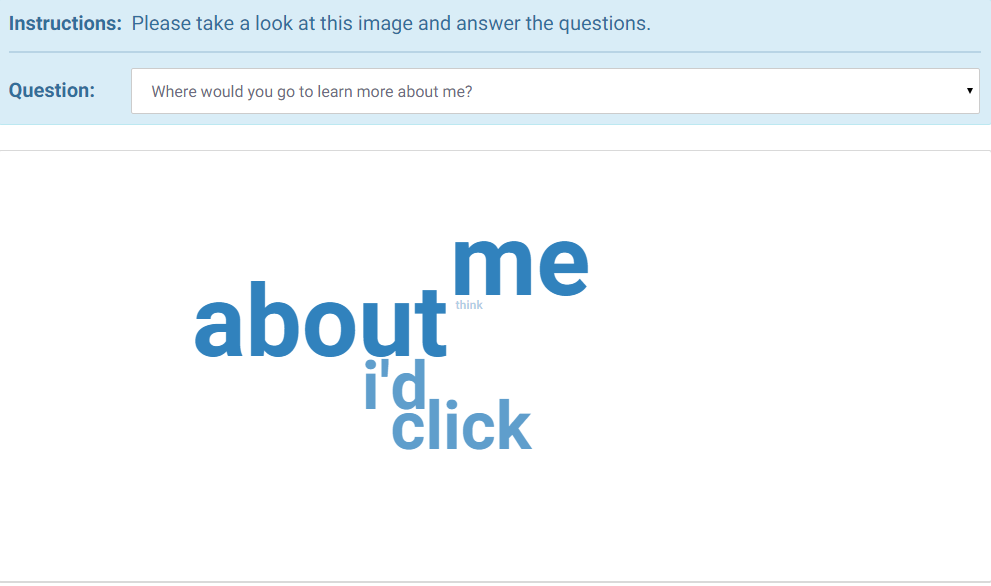 Instructions: Please take a look at this image and answer the questions.
Question: Where would you go to learn more about me?
me
think
about
i'd
click